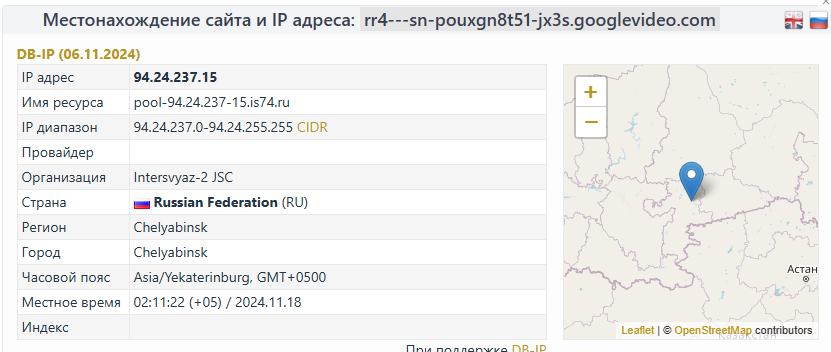 Местонахождение сайта и IP адреса: rr4---sn-pouxgn8t51-jx3s.googlevideo.com
DB-IP (06.11.2024)
IP адрес 94.24.237.15
Имя ресурса pool-94.24.237-15.is74.ru
IP диапазон 94.24.237.0-94.24.255.255 CIDR
Провайдер
Организация Intersvyaz-2 JSC
Страна Russian Federation (RU)
Регион Chelyabinsk
Город Chelyabinsk
Часовой пояс Asia/Yekaterinburg, GMT+0500
Местное время 02:11:22 (+05) / 2024.11.18
Индекс
+
−
Астан
Leaflet | © OpenStreetMap contributors
Казахстан
При поддержке DB-IP